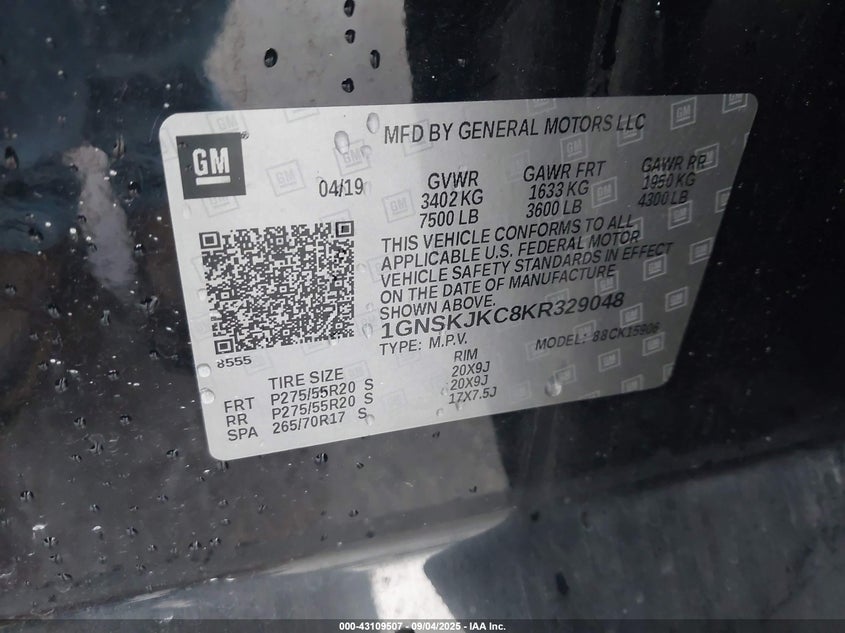 GM
MFD BY GENERAL MOTORS LLC
04/19
GVWR GAWR FRT GAWR RR
3402 KG 1633 KG 1950 KG
7500 LB 3600 LB 4300 LB
THIS VEHICLE CONFORMS TO ALL
APPLICABLE U.S. FEDERAL MOTOR
VEHICLE SAFETY STANDARDS IN EFFECT
ON THE DATE OF MANUFACTURE
SHOWN ABOVE.
1GNSKJKC8KR329048
TYPE: M.P.V. MODEL: 88CK15906
8555
TIRE SIZE RIM
FRT P275/55R20 S 20X9J
RR P275/55R20 S 20X9J
SPA 265/70R17 S 17X7.5J
000-43109507 - 09/04/2025 - IAA Inc.